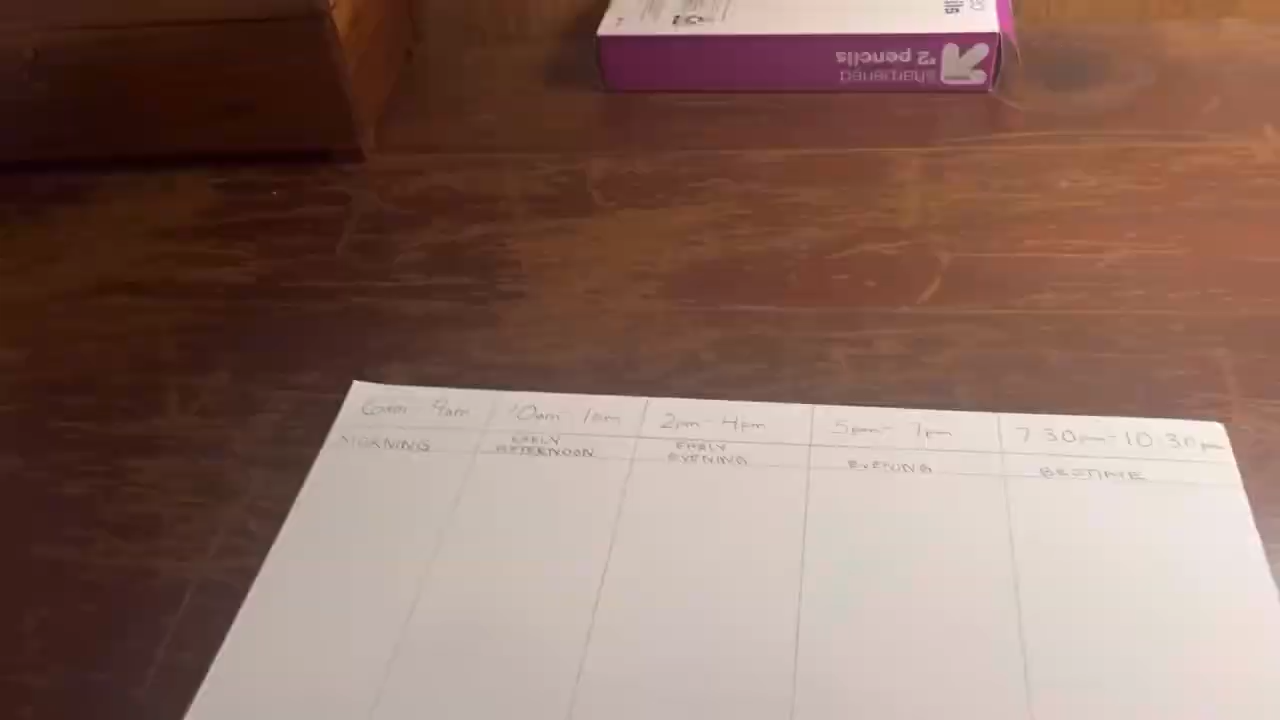 #2 pencils
sharpened
6am - 9am
10am - 1pm
2pm - 4pm
5pm - 7pm
7:30pm - 10:30pm
MORNING
EARLY
AFTERNOON
EARLY
EVENING
EVENING
BEDTIME